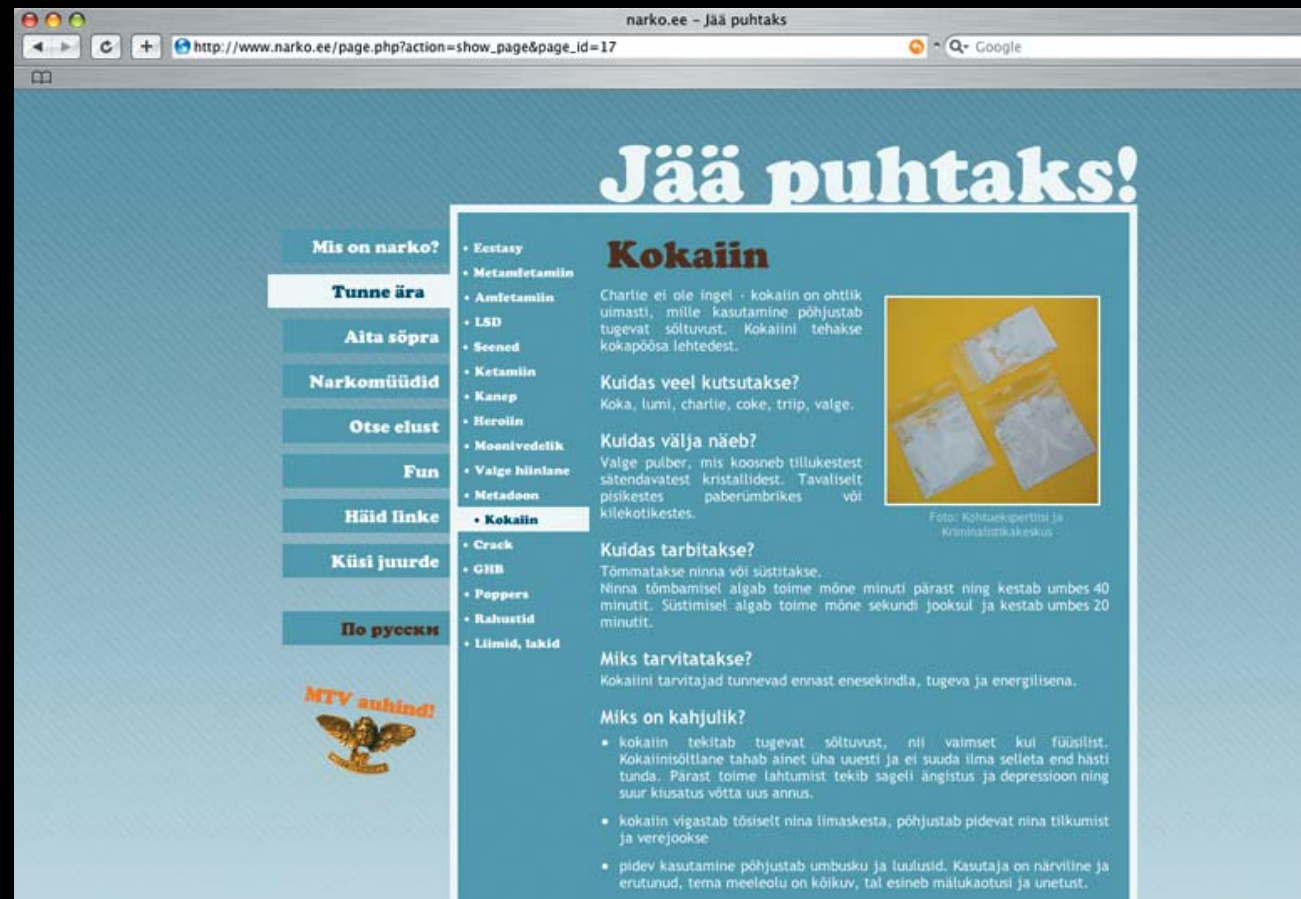 narko.ee – Jää puhtaks
http://www.narko.ee/page.php?action=show_page&page_id=17
Google
Jää puhtaks!
Mis on narko?
Tunne ära
Aita sõpra
Narkomüüdid
Otse elust
Fun
Häid linke
Küsi juurde
По русски
MTV auhind!
• Ecstasy
• Metamfetamiin
• Amfetamiin
• LSD
• Seened
• Ketamiin
• Kanep
• Heroiin
• Moonivedelik
• Valge hiinlane
• Metadoon
• Kokaiin
• Crack
• GHB
• Poppers
• Rahustid
• Liimid, lakid
Kokaiin
Charlie ei ole ingel - kokaiin on ohtlik
uimasti, mille kasutamine põhjustab
tugevat sõltuvust. Kokaiini tehakse
kokapõõsa lehtedest.
Kuidas veel kutsutakse?
Koka, lumi, charlie, coke, triip, valge.
Kuidas välja näeb?
Valge pulber, mis koosneb tillukestest
sätendavatest kristallidest. Tavaliselt
pisikestes paberümbrikes või
kilekotikestes.
Foto: Kohtuekspertiisi ja
Kriminalistikakeskus
Kuidas tarbitakse?
Tõmmatakse ninna või süstitakse.
Ninna tõmbamisel algab toime mõne minuti pärast ning kestab umbes 40
minutit. Süstimisel algab toime mõne sekundi jooksul ja kestab umbes 20
minutit.
Miks tarvitatakse?
Kokaiini tarvitajad tunnevad ennast enesekindla, tugeva ja energilisena.
Miks on kahjulik?
• kokaiin tekitab tugevat sõltuvust, nii vaimset kui füüsilist.
Kokaiinisõltlane tahab ainet üha uuesti ja ei suuda ilma selleta end hästi
tunda. Pärast toime lahtumist tekib sageli ängistus ja depressioon ning
suur kiusatus võtta uus annus.
• kokaiin vigastab tõsiselt nina limaskesta, põhjustab pidevat nina tilkumist
ja verejookse
• pidev kasutamine põhjustab umbusku ja luulusid. Kasutaja on närviline ja
erutunud, tema meeleolu on kõikuv, tal esineb mälukaotusi ja unetust.